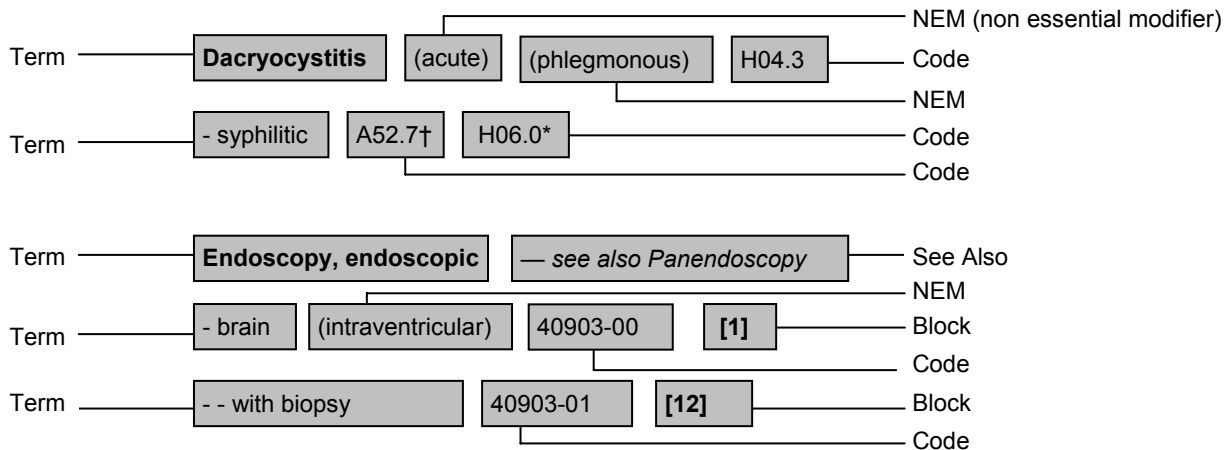 NEM (non essential modifier)
Term Dacryocystitis (acute) (phlegmonous) H04.3 Code
NEM
Term - syphilitic A52.7† H06.0* Code
Code
Term Endoscopy, endoscopic — see also Panendoscopy See Also
NEM
Term - brain (intraventricular) 40903-00 [1] Block
Code
Term - - with biopsy 40903-01 [12] Block
Code